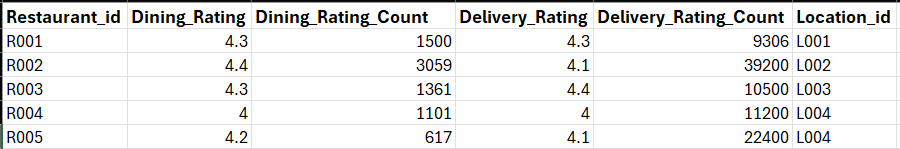 Restaurant_id Dining_Rating Dining_Rating_Count Delivery_Rating Delivery_Rating_Count Location_id
R001 4.3 1500 4.3 9306 L001
R002 4.4 3059 4.1 39200 L002
R003 4.3 1361 4.4 10500 L003
R004 4 1101 4 11200 L004
R005 4.2 617 4.1 22400 L004